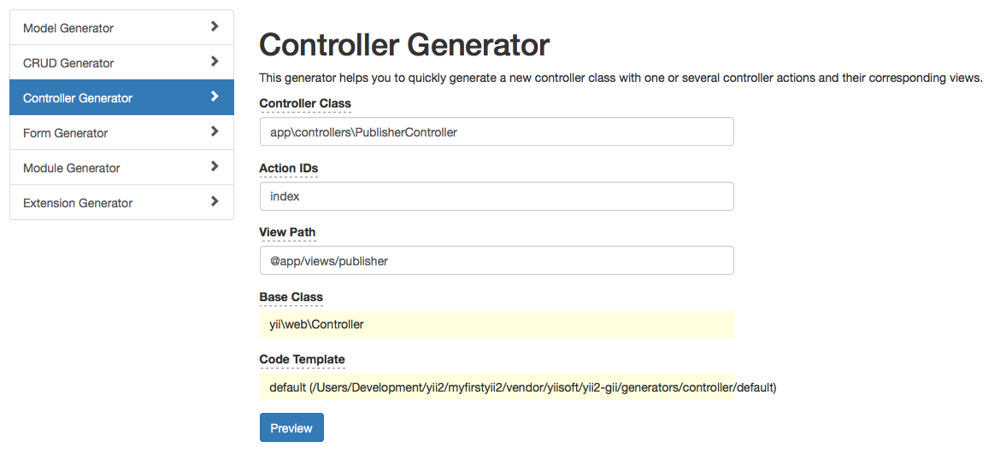 Model Generator
CRUD Generator
Controller Generator
Form Generator
Module Generator
Extension Generator
Controller Generator
This generator helps you to quickly generate a new controller class with one or several controller actions and their corresponding views.
Controller Class
app\controllers\PublisherController
Action IDs
index
View Path
@app/views/publisher
Base Class
yii\web\Controller
Code Template
default (/Users/Development/yii2/myfirstyii2/vendor/yiisoft/yii2-gii/generators/controller/default)
Preview